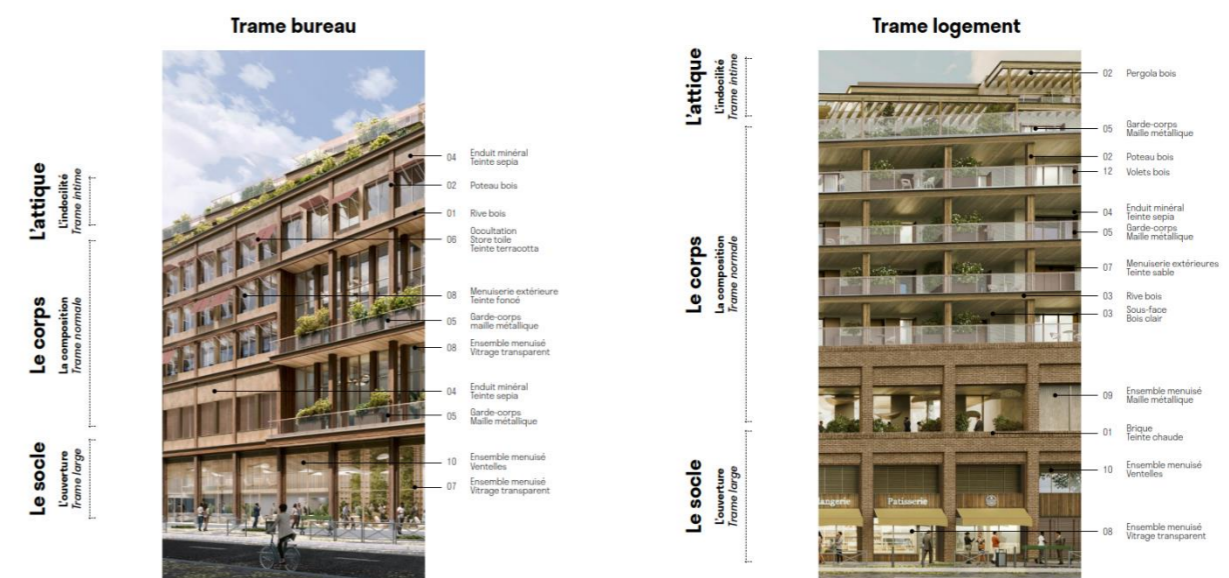 Trame bureau
L'attique
L'indocilité
Trame intime
Le corps
La composition
Trame normale
Le socle
L'ouverture
Trame large
04 Enduit minéral
Teinte sepia
02 Poteau bois
01 Rive bois
06 Occultation
Store toile
Teinte terracotta
08 Menuiserie extérieure
Teinte foncé
05 Garde-corps
maille métallique
08 Ensemble menuisé
Vitrage transparent
04 Enduit minéral
Teinte sepia
05 Garde-corps
Maille métallique
10 Ensemble menuisé
Ventelles
07 Ensemble menuisé
Vitrage transparent
Trame logement
L'attique
L'indocilité
Trame intime
Le corps
La composition
Trame normale
Le socle
L'ouverture
Trame large
02 Pergola bois
05 Garde-corps
Maille métallique
02 Poteau bois
12 Volets bois
04 Enduit minéral
Teinte sepia
05 Garde-corps
Maille métallique
07 Menuiserie extérieures
Teinte sable
03 Rive bois
03 Sous-face
Bois clair
09 Ensemble menuisé
Maille métallique
01 Brique
Teinte chaude
10 Ensemble menuisé
Ventelles
08 Ensemble menuisé
Vitrage transparent
langerie
Patisserie